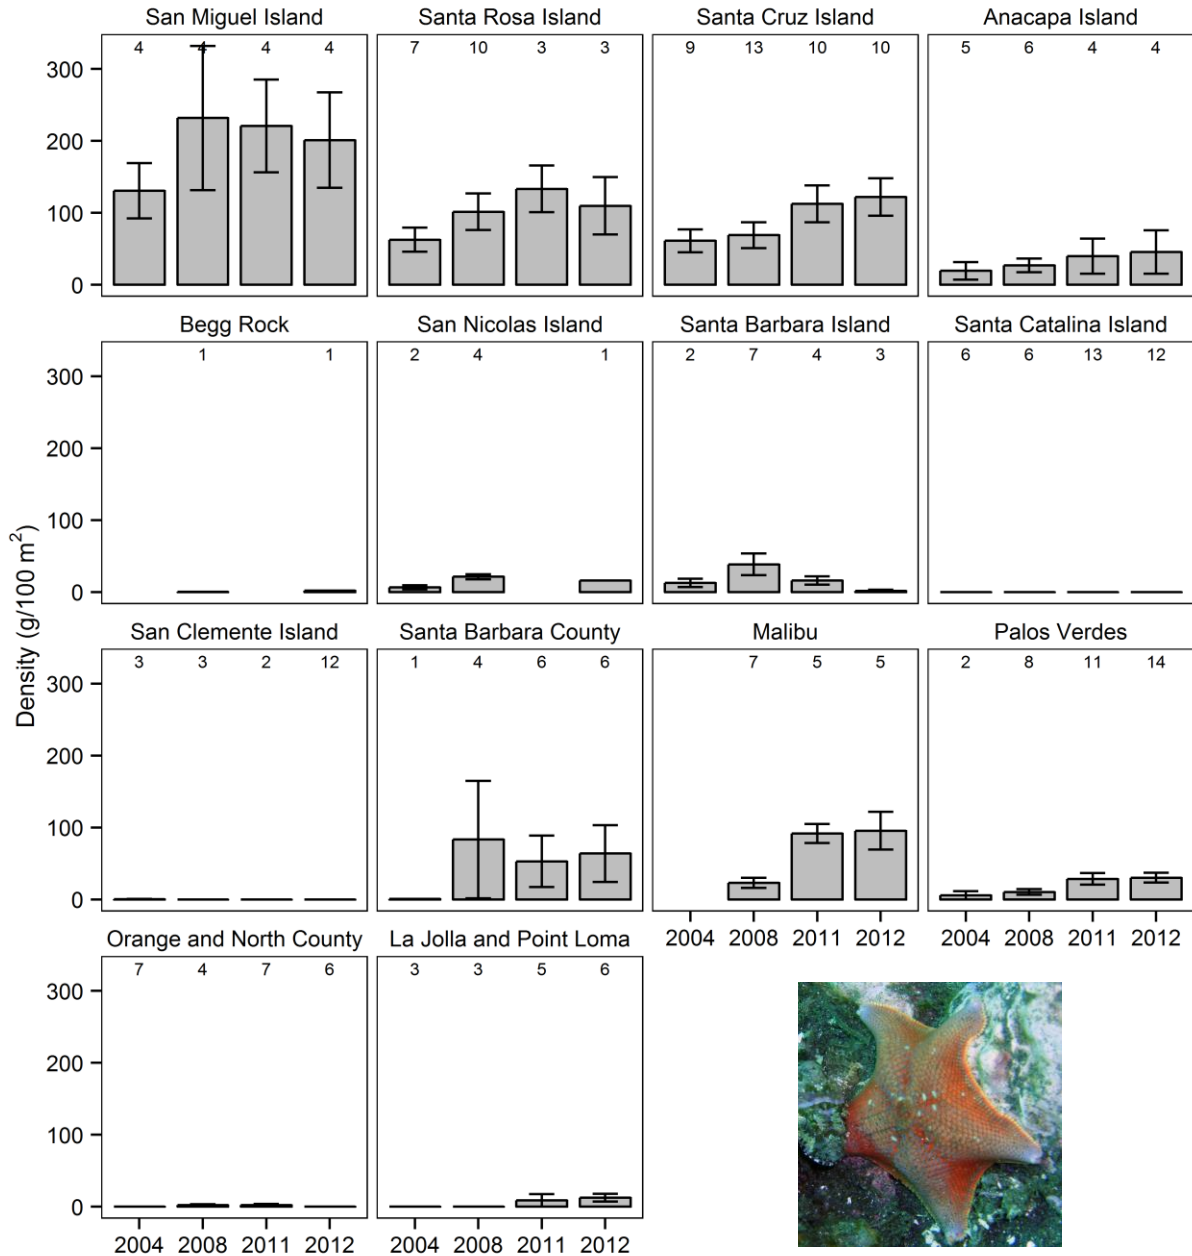 San Miguel Island Santa Rosa Island Santa Cruz Island Anacapa Island
4 4 4 4 7 10 3 3 9 13 10 10 5 6 4 4
300
200
100
0
Begg Rock San Nicolas Island Santa Barbara Island Santa Catalina Island
1 1 2 4 1 2 7 4 3 6 6 13 12
300
200
100
0
Density (g/100 m²)
San Clemente Island Santa Barbara County Malibu Palos Verdes
3 3 2 12 1 4 6 6 7 5 5 2 8 11 14
300
200
100
0
2004 2008 2011 2012 2004 2008 2011 2012
Orange and North County La Jolla and Point Loma
7 4 7 6 3 3 5 6
300
200
100
0
2004 2008 2011 2012 2004 2008 2011 2012